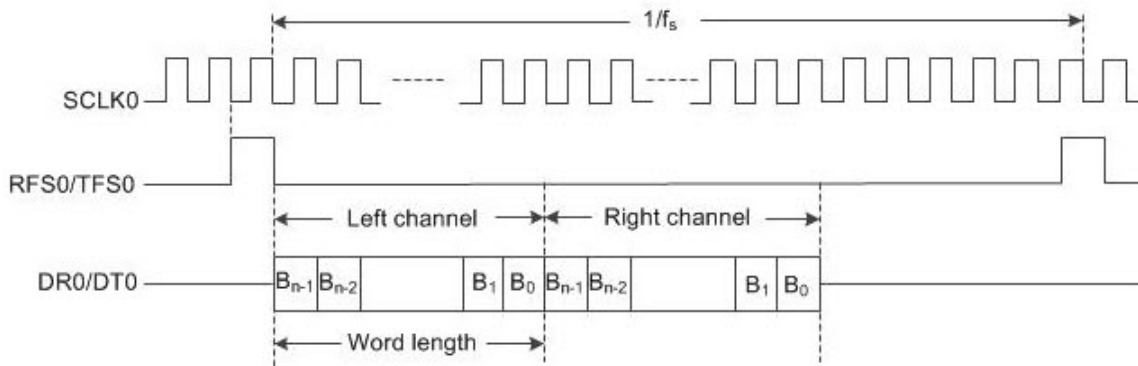 1/fs
SCLK0
RFS0/TFS0
Left channel Right channel
DR0/DT0 Bn-1 Bn-2 B1 B0 Bn-1 Bn-2 B1 B0
Word length